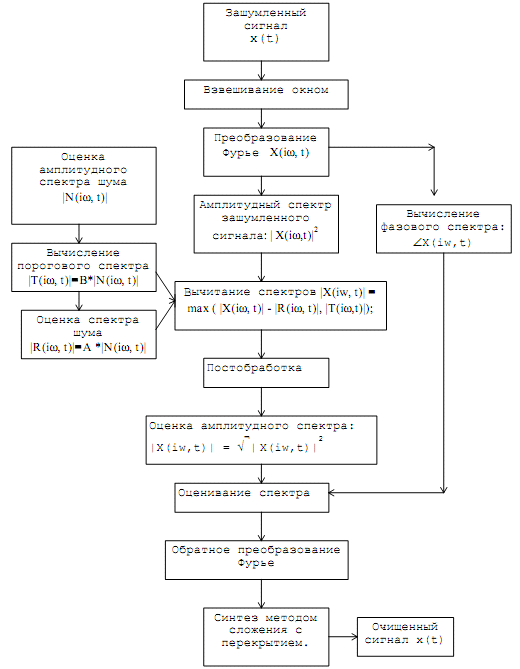 Зашумленный
сигнал
x(t)
Взвешивание окном
Преобразование
Фурье X(iω, t)
Оценка
амплитудного
спектра шума
|N(iω, t)|
Амплитудный спектр
зашумленного
сигнала: | X(iω,t)|²
Вычисление
фазового спектра:
∠X(iw,t)
Вычисление
порогового спектра
|T(iω, t)|=B*|N(iω, t)|
Вычитание спектров |X(iw, t)| =
max ( |X(iω, t)| - |R(iω, t)|, |T(iω,t)|);
Оценка спектра
шума
|R(iω, t)|=A *|N(iω, t)|
Постобработка
Оценка амплитудного спектра:
|X(iw,t)| = √| X(iw,t)|²
Оценивание спектра
Обратное преобразование
Фурье
Синтез методом
сложения с
перекрытием.
Очищенный
сигнал x(t)